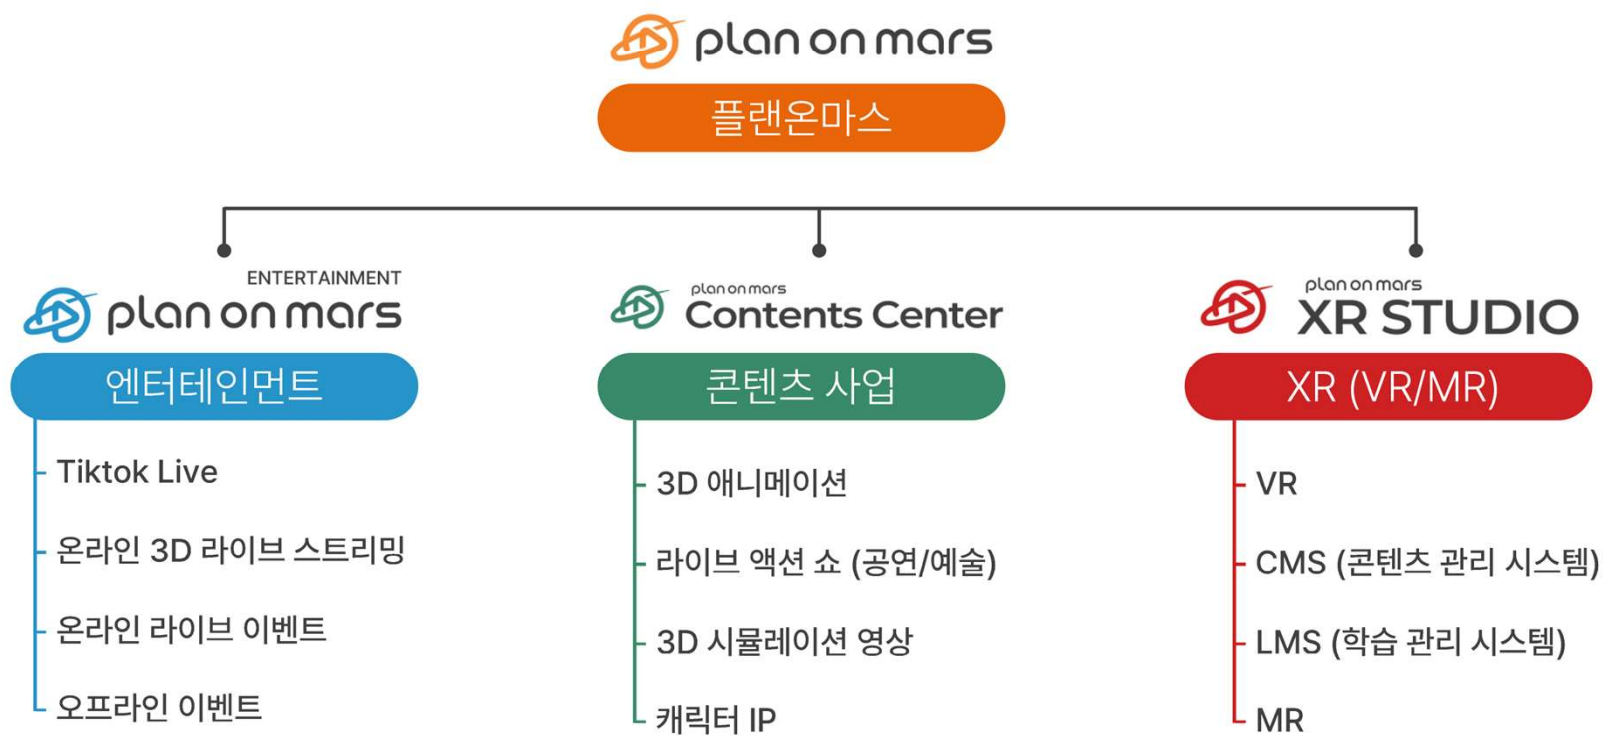 plan on mars
플랜온마스
ENTERTAINMENT
plan on mars
엔터테인먼트
Tiktok Live
온라인 3D 라이브 스트리밍
온라인 라이브 이벤트
오프라인 이벤트
plan on mars
Contents Center
콘텐츠 사업
3D 애니메이션
라이브 액션 쇼 (공연/예술)
3D 시뮬레이션 영상
캐릭터 IP
plan on mars
XR STUDIO
XR (VR/MR)
VR
CMS (콘텐츠 관리 시스템)
LMS (학습 관리 시스템)
MR